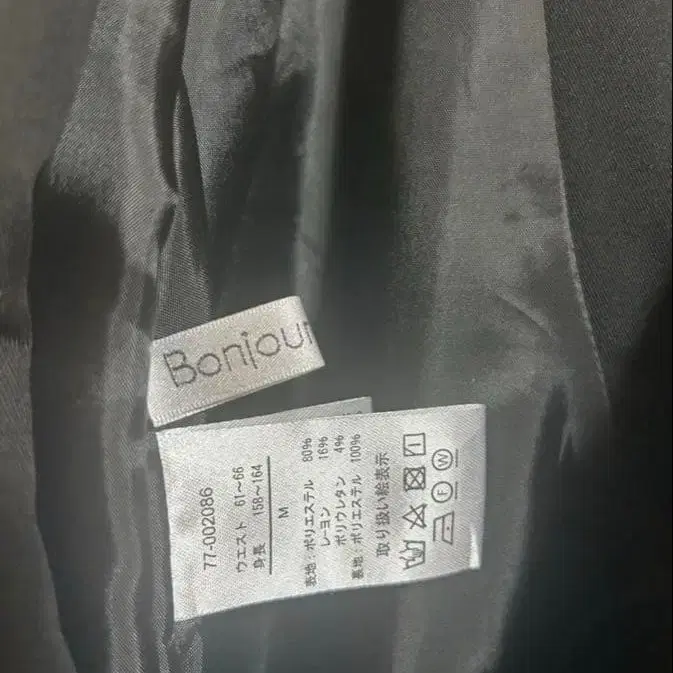 Bonjour
77-002086
ウエスト 61～66
身長 158～164
M
表地：ポリエステル 80%
レーヨン 16%
ポリウレタン 4%
裏地：ポリエステル 100%
取り扱い絵表示
F W